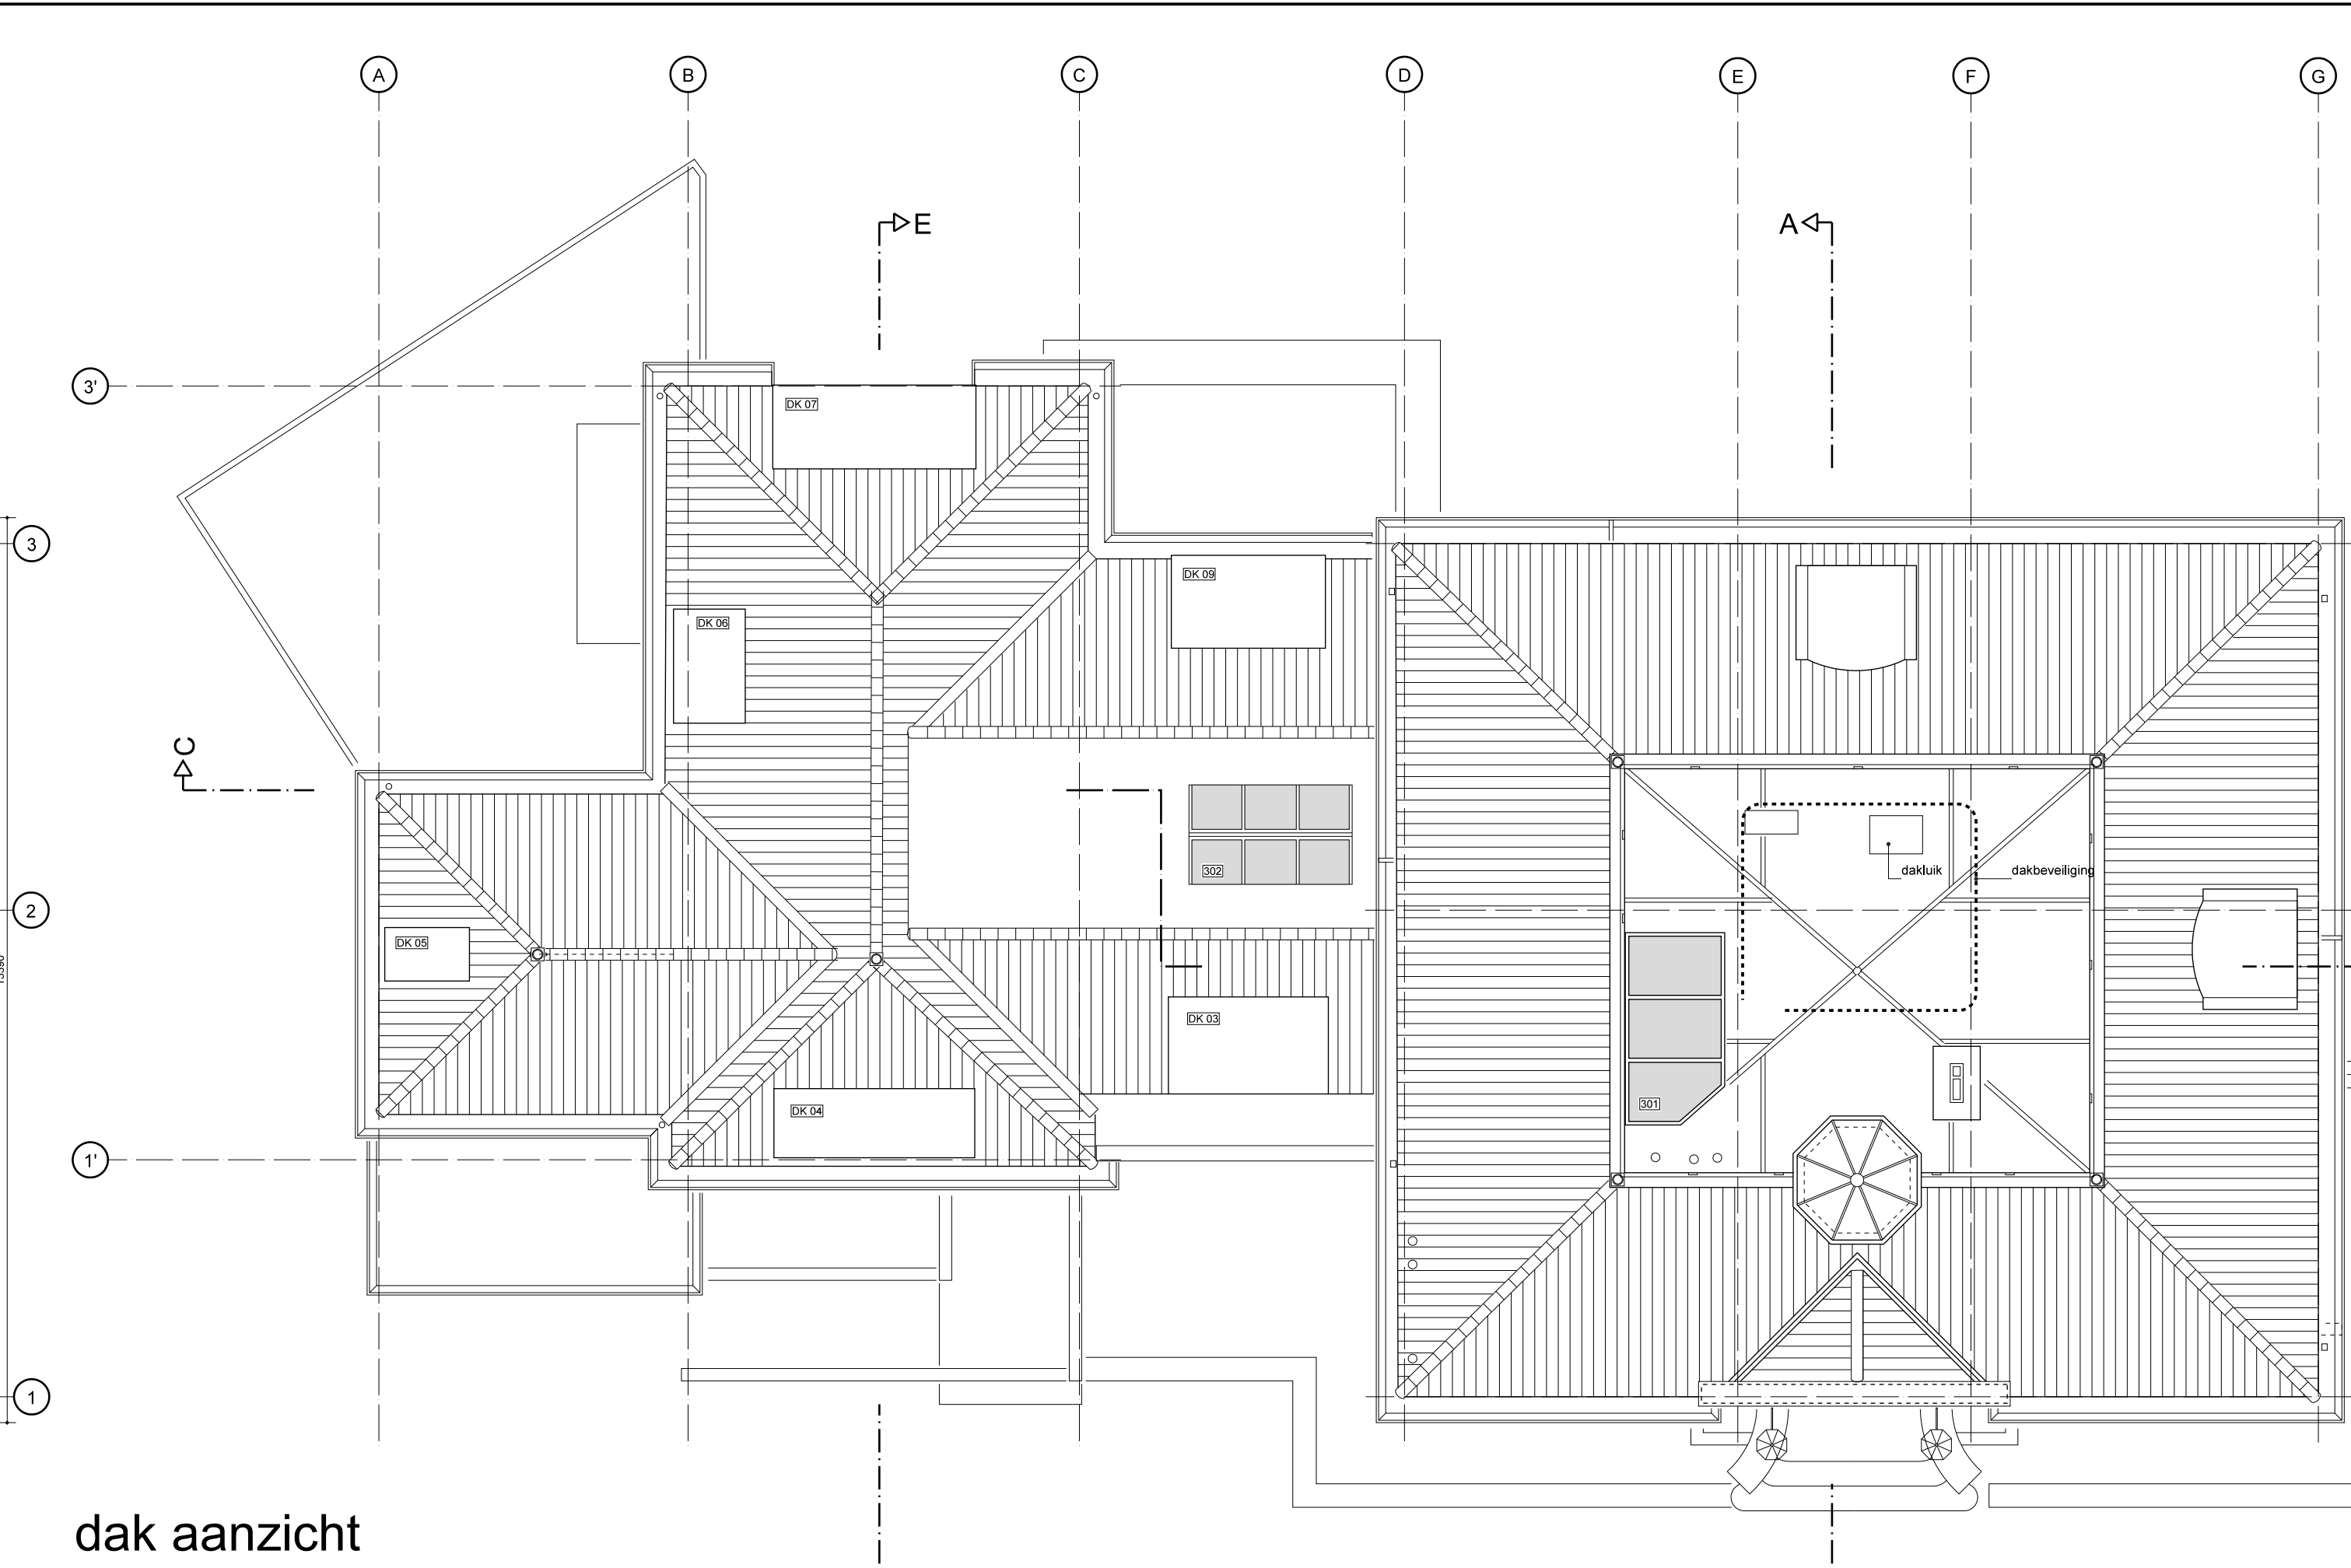 A
B
C
D
E
F
G
E
A
3'
DK 07
3
DK 09
DK 06
C
302
dakluik
dakbeveiliging
2
DK 05
DK 03
301
DK 04
1'
1
dak aanzicht